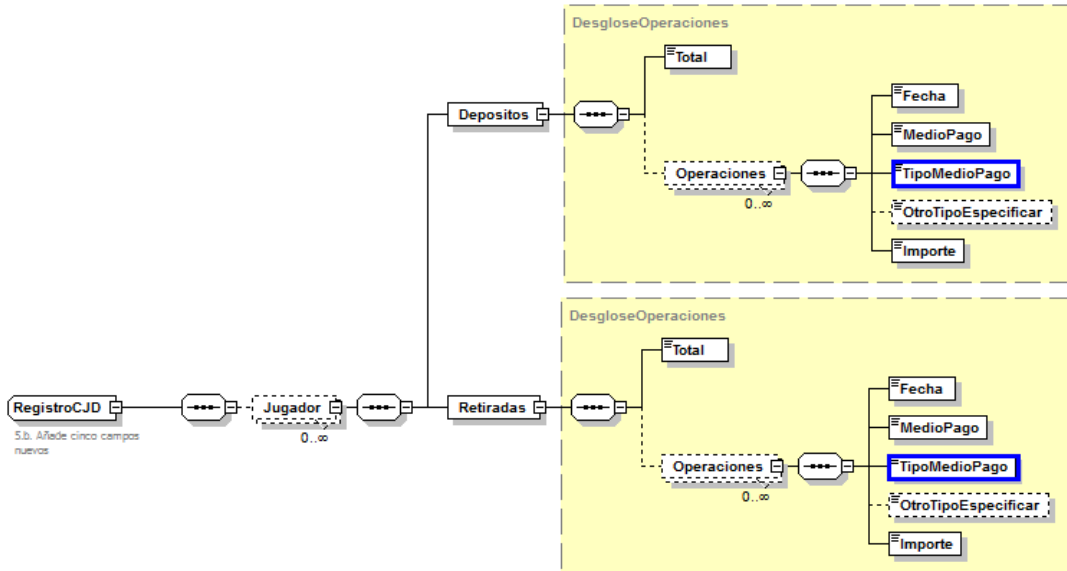 DesgloseOperaciones
Total
Fecha
Depositos
MedioPago
Operaciones
TipoMedioPago
0..∞
OtroTipoEspecificar
Importe
DesgloseOperaciones
Total
Fecha
RegistroCJD
Jugador
Retiradas
MedioPago
5.b. Añade cinco campos
nuevos
0..∞
Operaciones
TipoMedioPago
0..∞
OtroTipoEspecificar
Importe